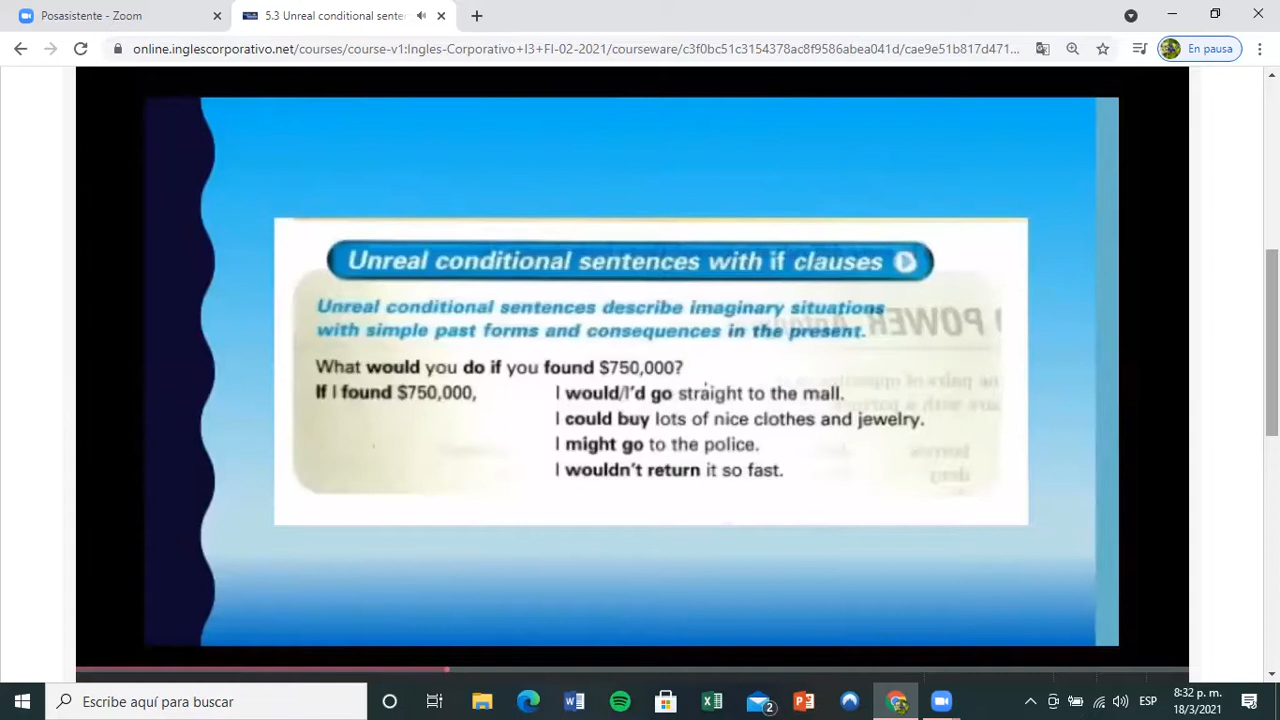 Posasistente - Zoom
5.3 Unreal conditional sente
online.inglescorporativo.net/courses/course-v1:Ingles-Corporativo+I3+FI-02-2021/courseware/c3f0bc51c3154378ac8f9586abea041d/cae9e51b817d471...
En pausa
Unreal conditional sentences with if clauses
Unreal conditional sentences describe imaginary situations
with simple past forms and consequences in the present.
What would you do if you found $750,000?
If I found $750,000, I would/I'd go straight to the mall.
I could buy lots of nice clothes and jewelry.
I might go to the police.
I wouldn't return it so fast.
Escribe aquí para buscar
2
ESP
8:32 p. m.
18/3/2021